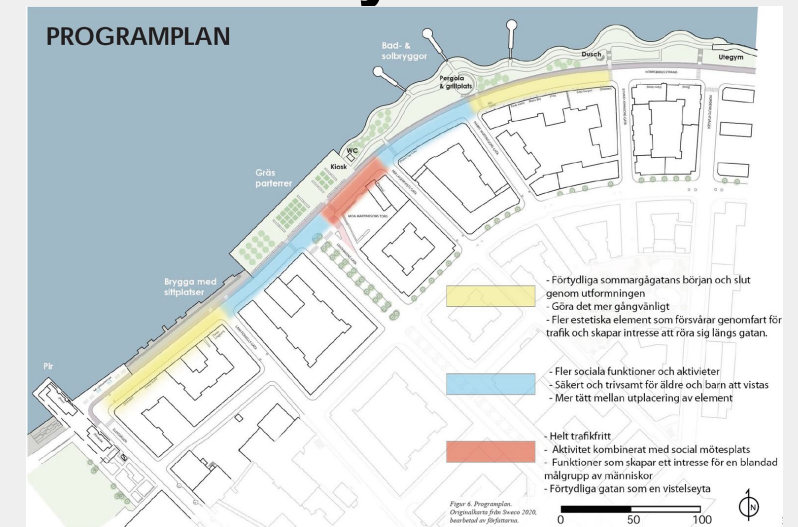 PROGRAMPLAN
Bad- &
solbryggor
Dusch
Utegym
Pergola
& grillplats
WC
Kiosk
Gräs
parterrer
Brygga med
sittplatser
Pir
- Förtydliga sommargågatans början och slut
genom utformningen
- Göra det mer gångvänligt
- Fler estetiska element som försvårar genomfart för
trafik och skapar intresse att röra sig längs gatan.
- Fler sociala funktioner och aktivieter
- Säkert och trivsamt för äldre och barn att vistas
- Mer tätt mellan utplacering av element
- Helt trafikfritt
- Aktivitet kombinerat med social mötesplats
- Funktioner som skapar ett intresse för en blandad
målgrupp av människor
- Förtydliga gatan som en vistelseyta
Figur 6. Programplan.
Originalkarta från Sweco 2020,
bearbetad av författarna.
0 50 100
N